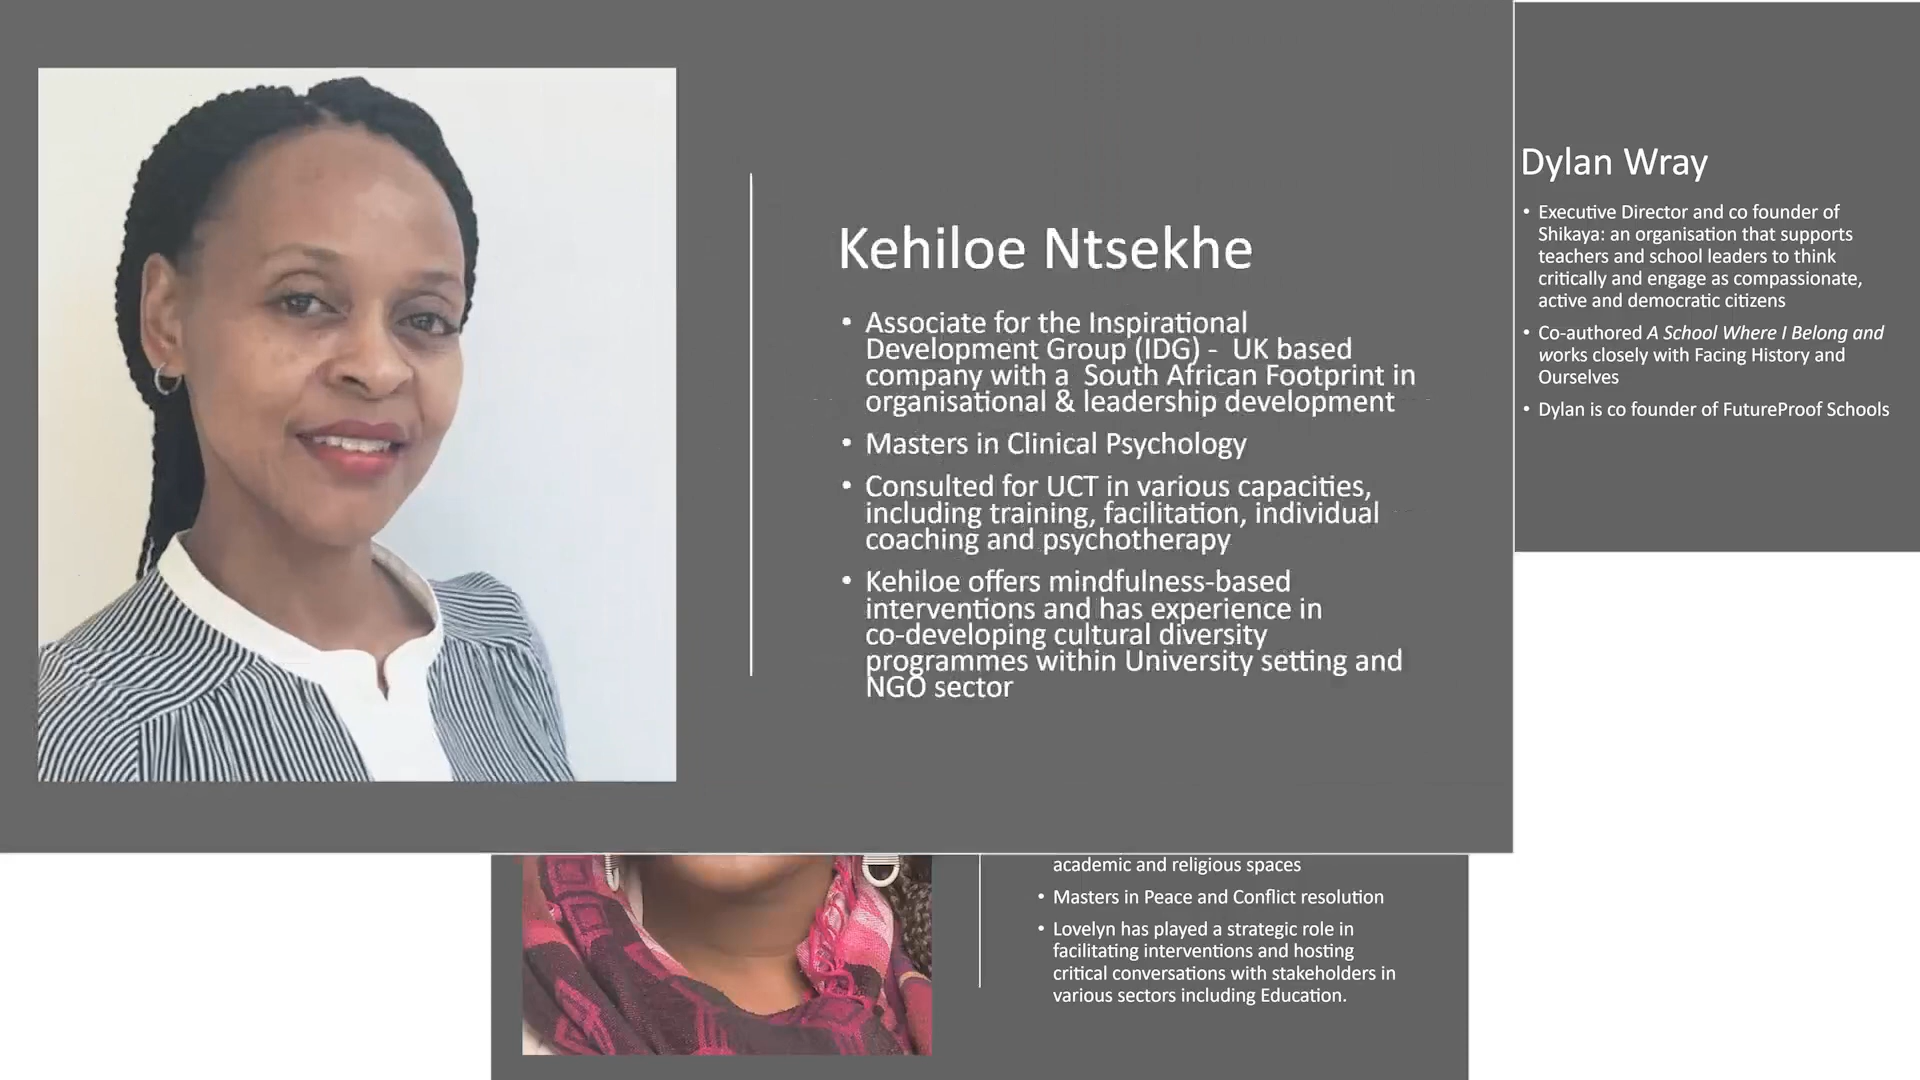 Kehiloe Ntsekhe
• Associate for the Inspirational
Development Group (IDG) - UK based
company with a South African Footprint in
organisational & leadership development
• Masters in Clinical Psychology
• Consulted for UCT in various capacities,
including training, facilitation, individual
coaching and psychotherapy
• Kehiloe offers mindfulness-based
interventions and has experience in
co-developing cultural diversity
programmes within University setting and
NGO sector
Dylan Wray
• Executive Director and co founder of
Shikaya: an organisation that supports
teachers and school leaders to think
critically and engage as compassionate,
active and democratic citizens
• Co-authored A School Where I Belong and
works closely with Facing History and
Ourselves
• Dylan is co founder of FutureProof Schools
academic and religious spaces
• Masters in Peace and Conflict resolution
• Lovelyn has played a strategic role in
facilitating interventions and hosting
critical conversations with stakeholders in
various sectors including Education.